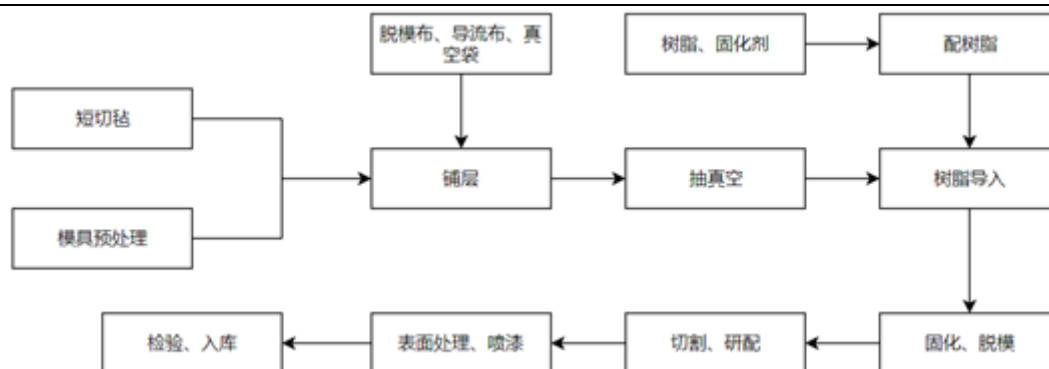 脱模布、导流布、真
空袋
树脂、固化剂
配树脂
短切毡
铺层
抽真空
树脂导入
模具预处理
检验、入库
表面处理、喷漆
切割、研配
固化、脱模